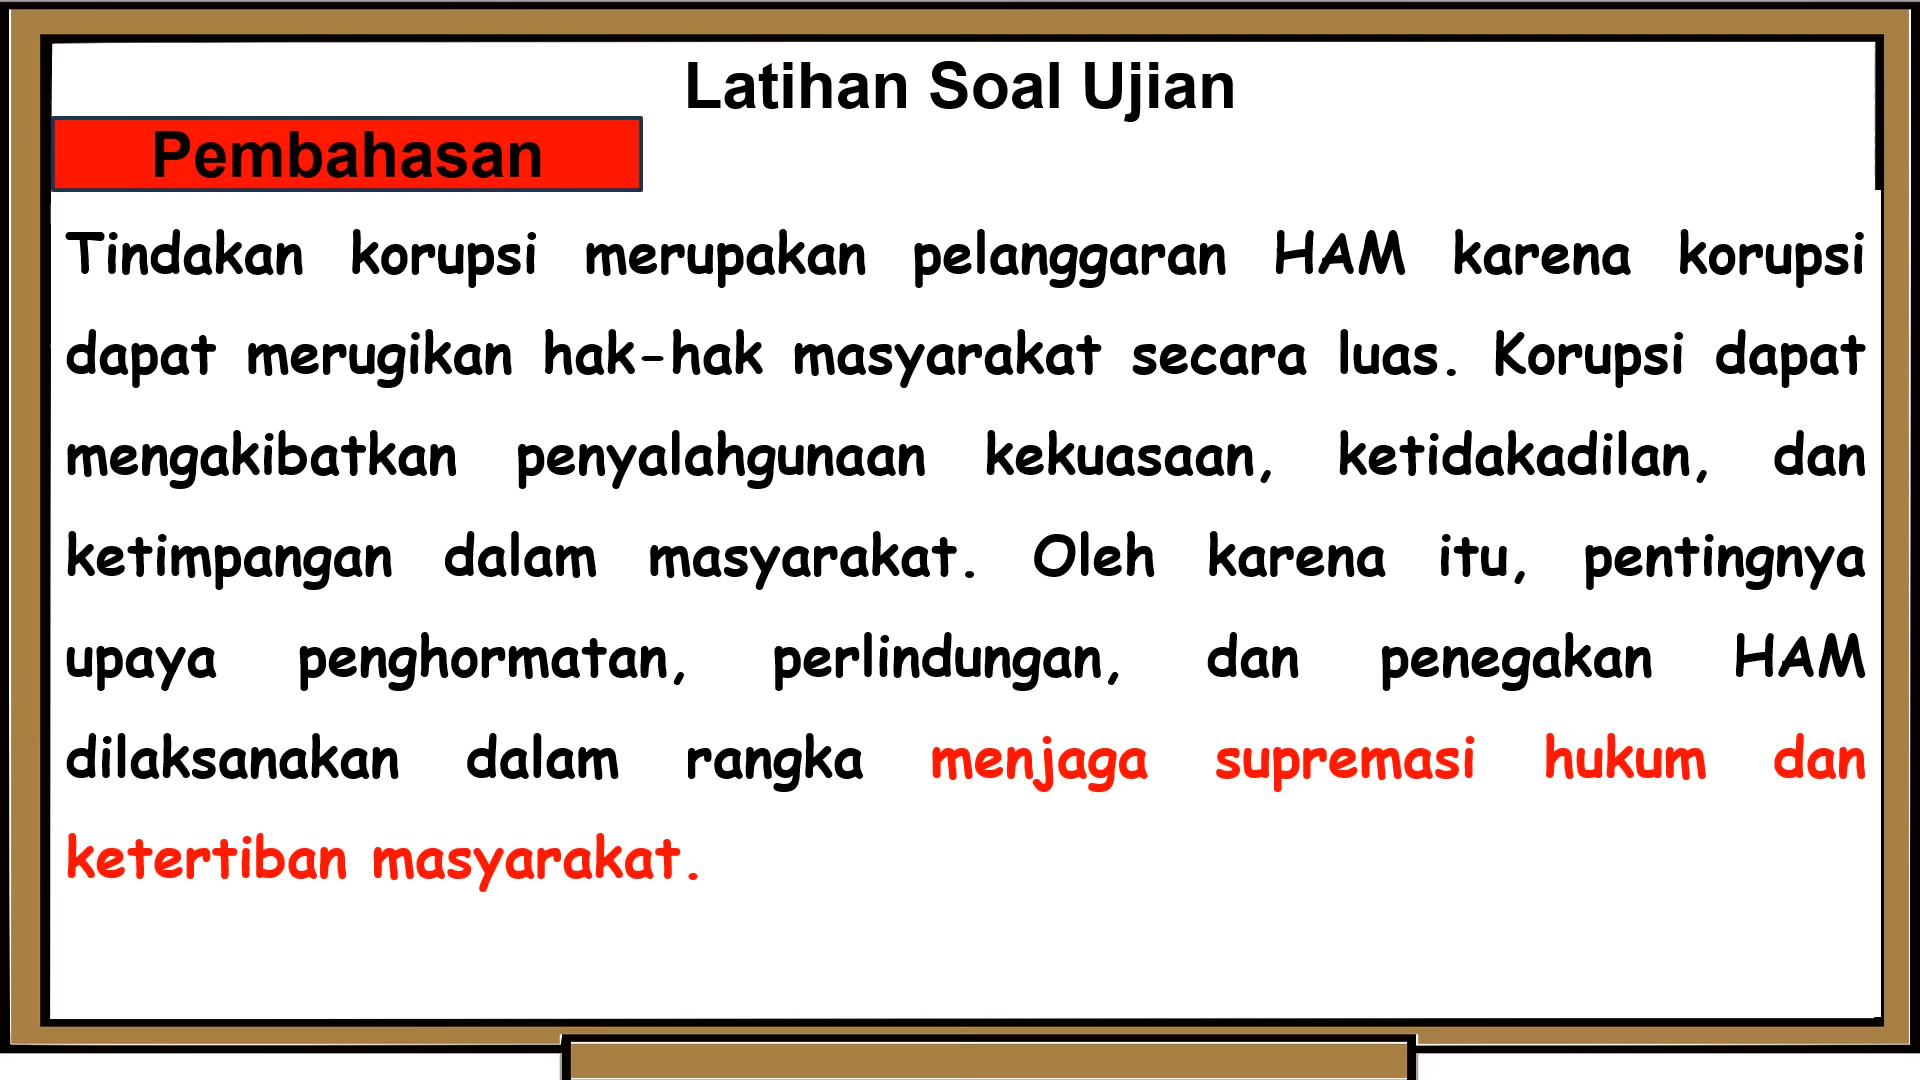 Latihan Soal Ujian
Pembahasan
Tindakan korupsi merupakan pelanggaran HAM karena korupsi
dapat merugikan hak-hak masyarakat secara luas. Korupsi dapat
mengakibatkan penyalahgunaan kekuasaan, ketidakadilan, dan
ketimpangan dalam masyarakat. Oleh karena itu, pentingnya
upaya penghormatan, perlindungan, dan penegakan HAM
dilaksanakan dalam rangka menjaga supremasi hukum dan
ketertiban masyarakat.